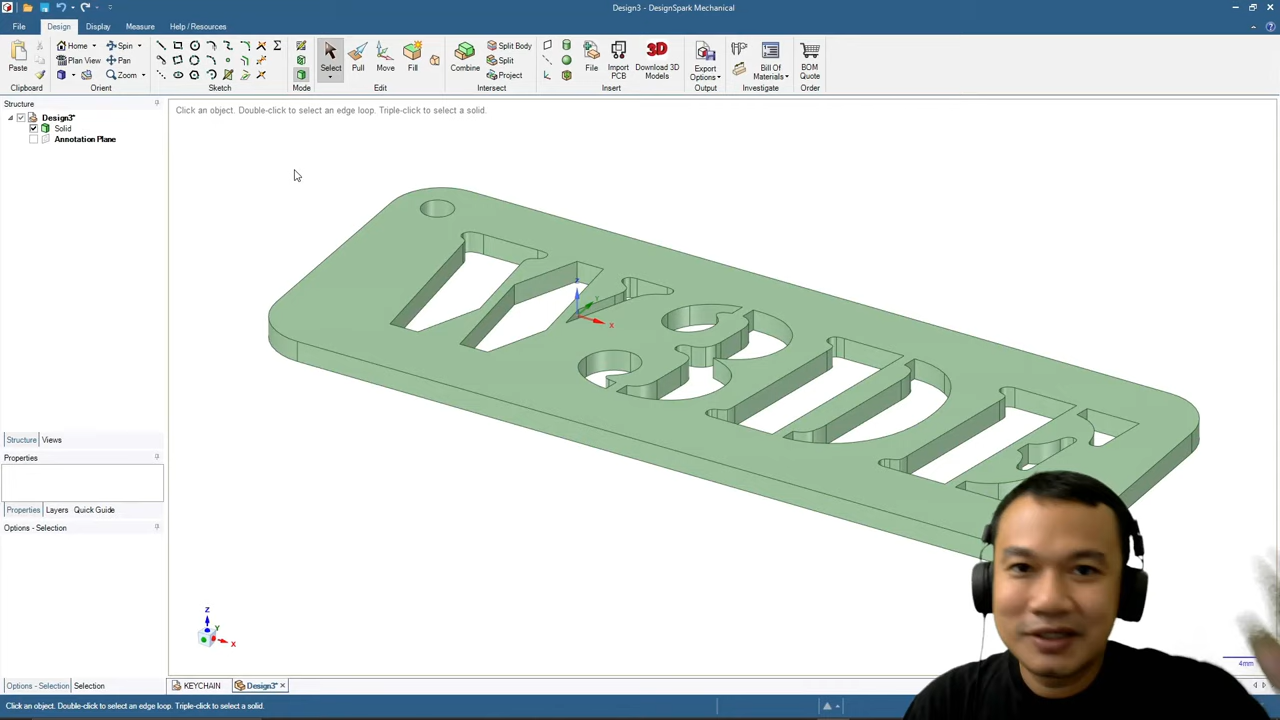 Design3 - DesignSpark Mechanical
File Design Display Measure Help / Resources
Paste
Home
Plan View
Spin
Pan
Zoom
Select
Pull
Move
Fill
Combine
Split Body
Split
Project
File
Import PCB
3D
Download 3D Models
Export Options
Bill Of Materials
BOM Quote
Clipboard Orient Sketch Mode Edit Intersect Insert Output Investigate Order
Structure
Click an object. Double-click to select an edge loop. Triple-click to select a solid.
Design3*
Solid
Annotation Plane
Z
X
Structure Views
Properties
Properties Layers Quick Guide
Options - Selection
Z
Y
X
4mm
Options - Selection Selection
KEYCHAIN Design3*
Click an object. Double-click to select an edge loop. Triple-click to select a solid.